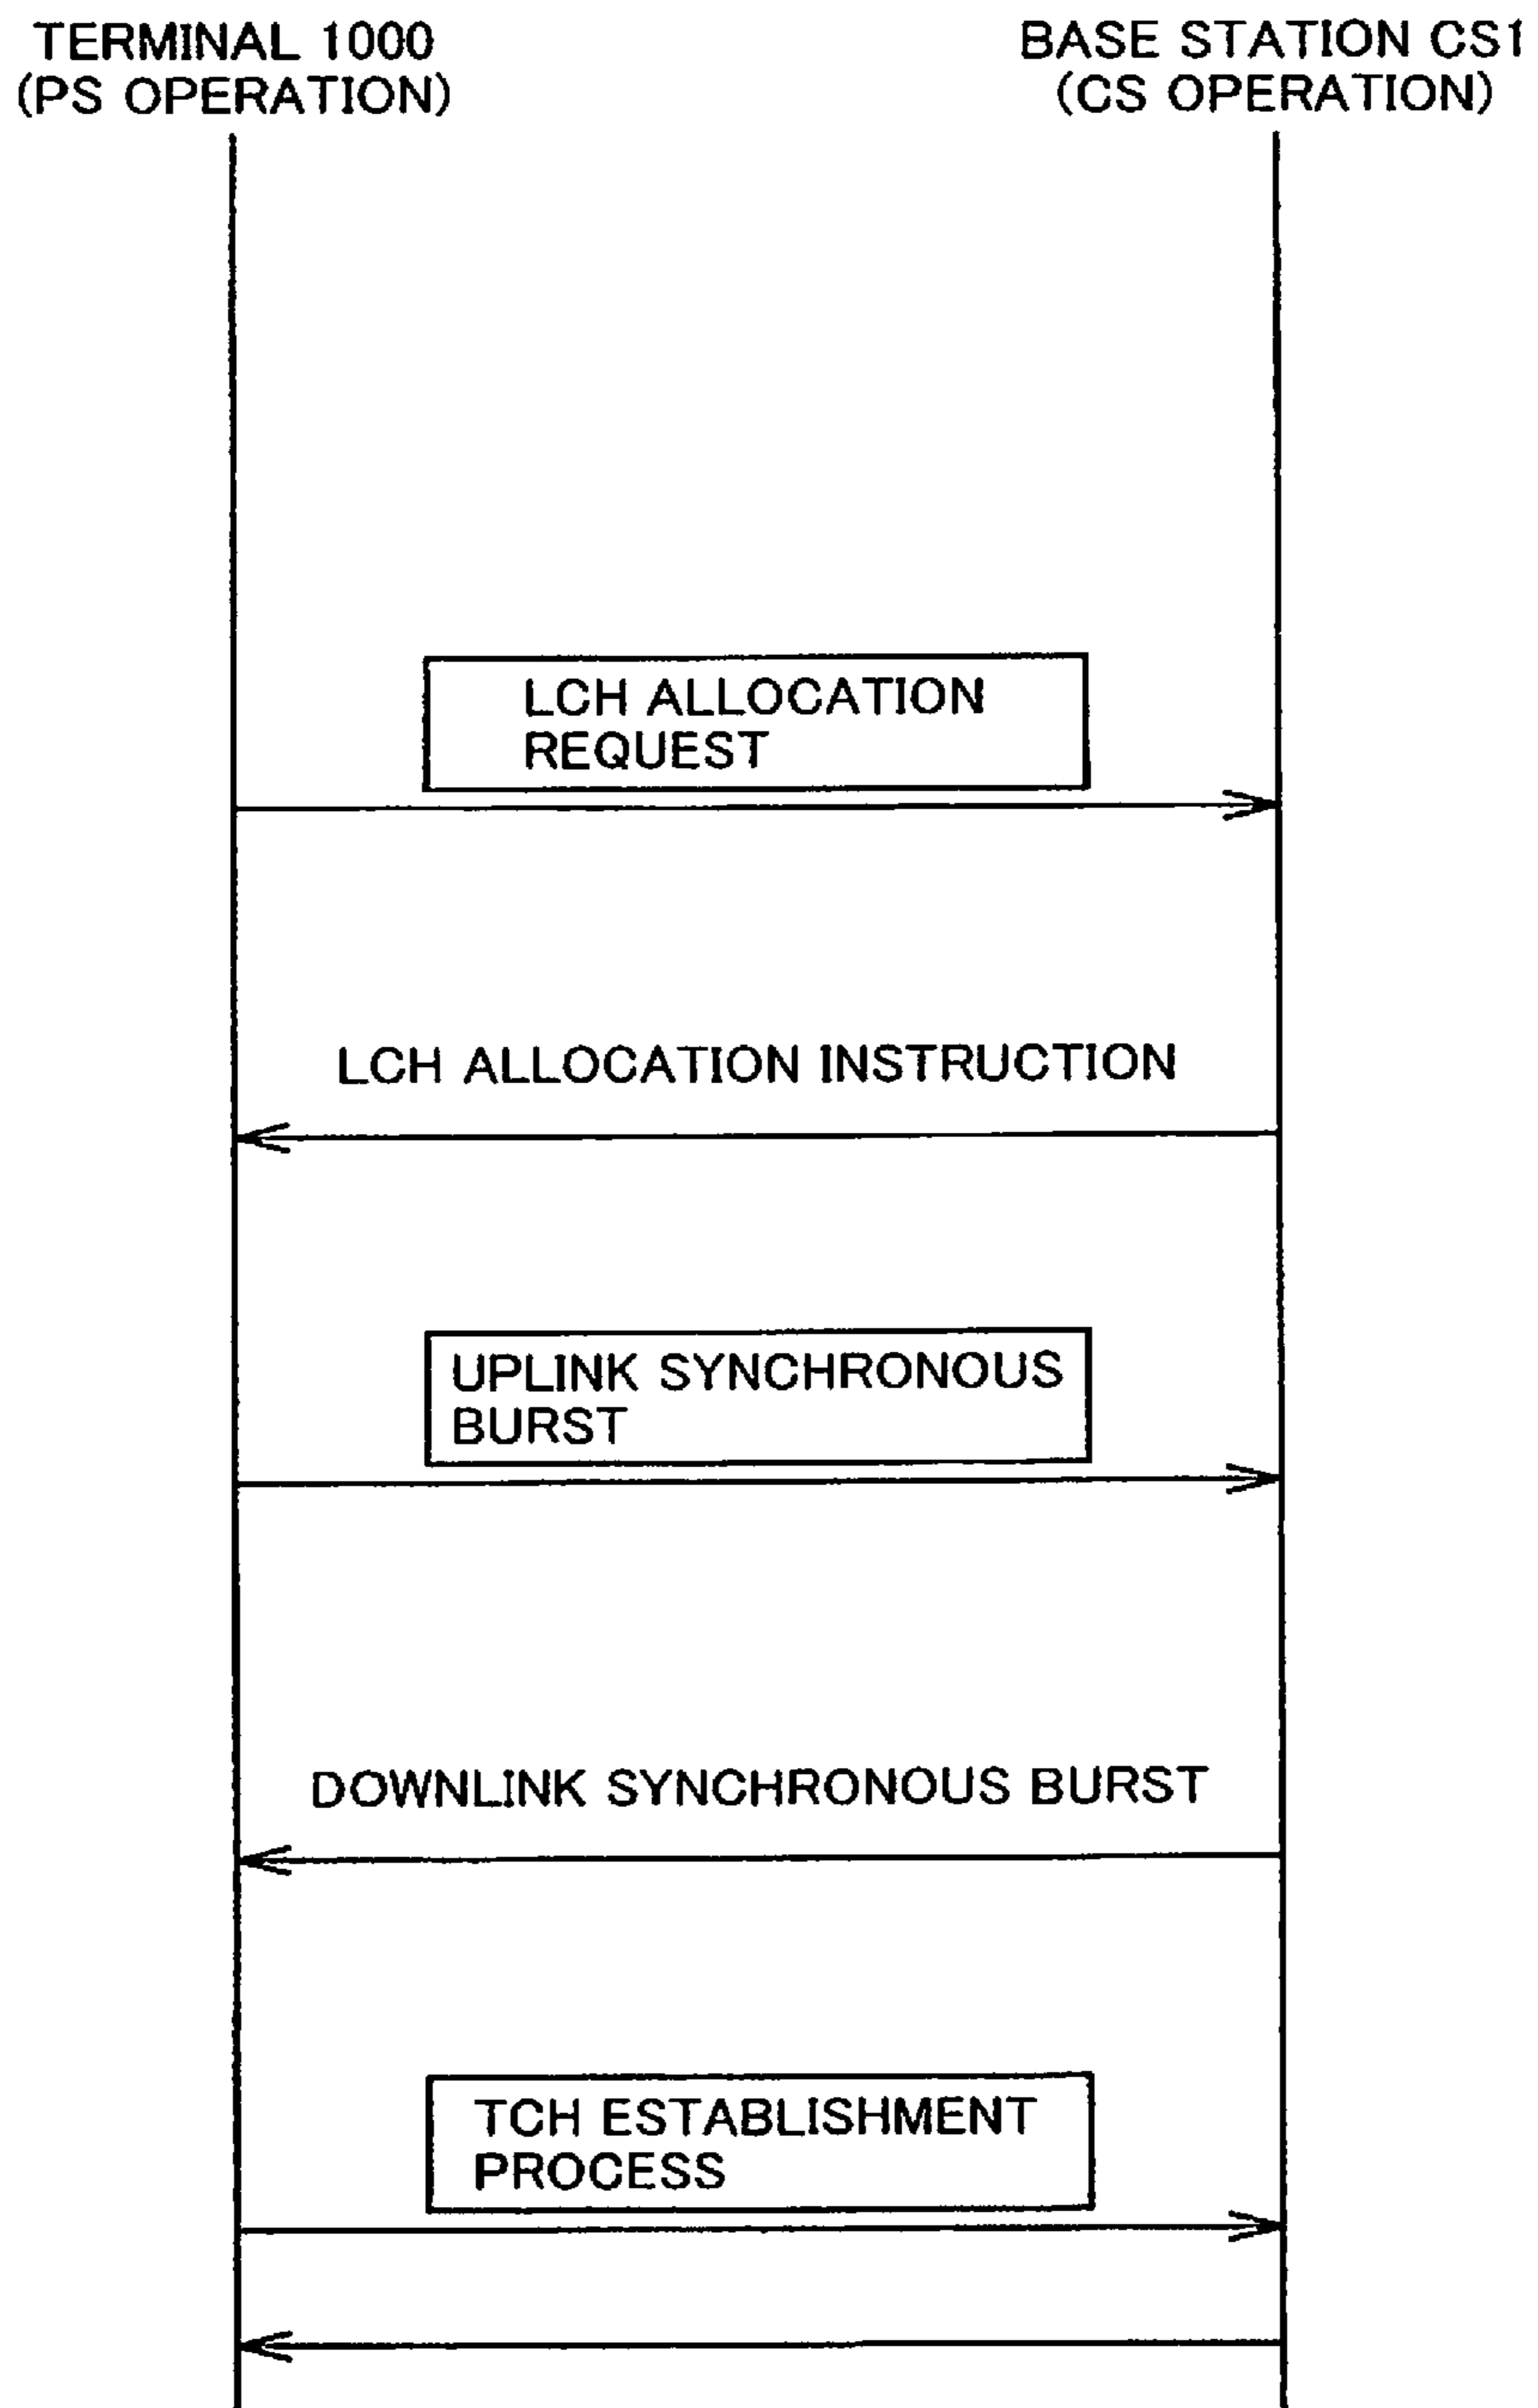 TERMINAL 1000
(PS OPERATION)
BASE STATION CS1
(CS OPERATION)
LCH ALLOCATION
REQUEST
LCH ALLOCATION INSTRUCTION
UPLINK SYNCHRONOUS
BURST
DOWNLINK SYNCHRONOUS BURST
TCH ESTABLISHMENT
PROCESS